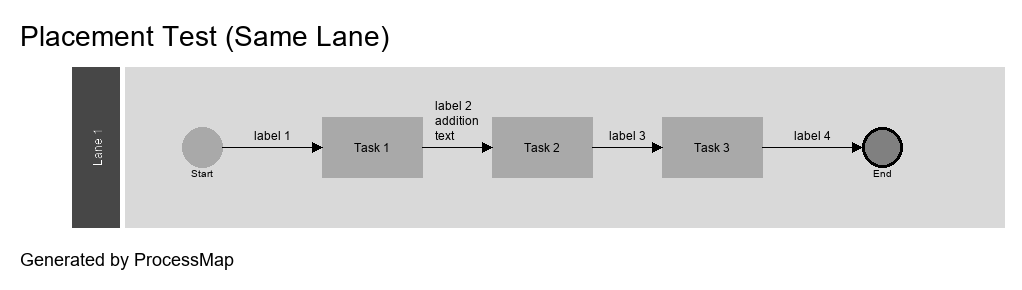 Placement Test (Same Lane)
Lane 1
Start
label 1
Task 1
label 2
addition
text
Task 2
label 3
Task 3
label 4
End
Generated by ProcessMap